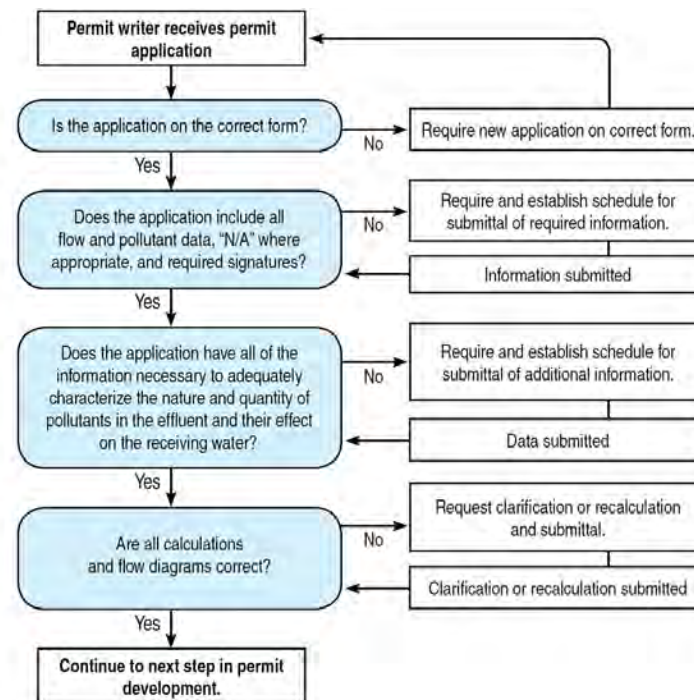 Permit writer receives permit
application
Is the application on the correct form?
No
Require new application on correct form.
Yes
Does the application include all
flow and pollutant data, “N/A” where
appropriate, and required signatures?
No
Require and establish schedule for
submittal of required information.
Information submitted
Yes
Does the application have all of the
information necessary to adequately
characterize the nature and quantity of
pollutants in the effluent and their effect
on the receiving water?
No
Require and establish schedule for
submittal of additional information.
Data submitted
Yes
Are all calculations
and flow diagrams correct?
No
Request clarification or recalculation
and submittal.
Clarification or recalculation submitted
Yes
Continue to next step in permit
development.